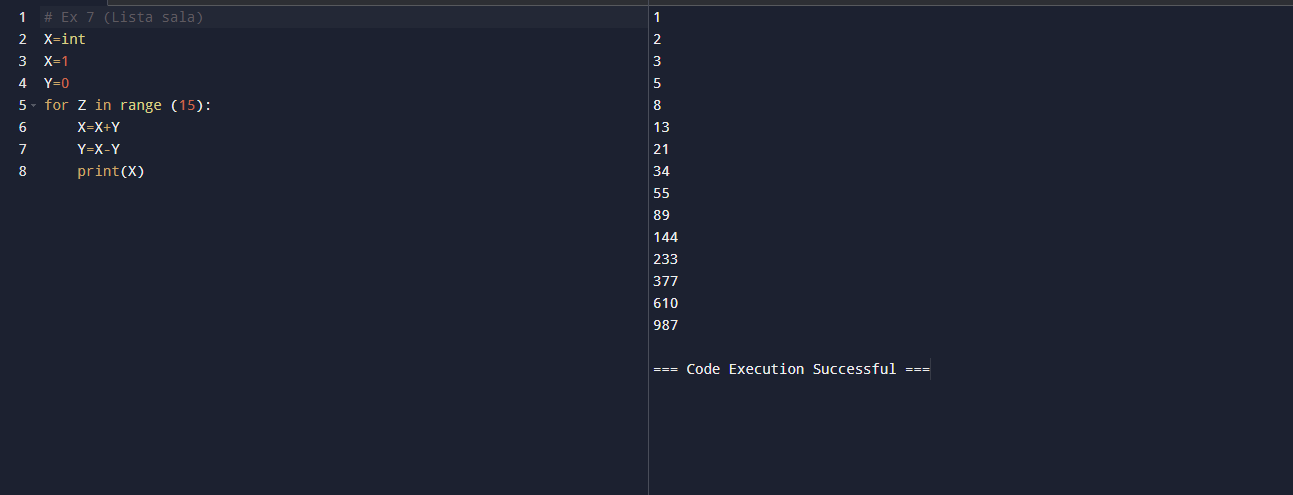 1 # Ex 7 (Lista sala)
2 X=int
3 X=1
4 Y=0
5 for Z in range (15):
6     X=X+Y
7     Y=X-Y
8     print(X)
1
2
3
5
8
13
21
34
55
89
144
233
377
610
987
=== Code Execution Successful ===